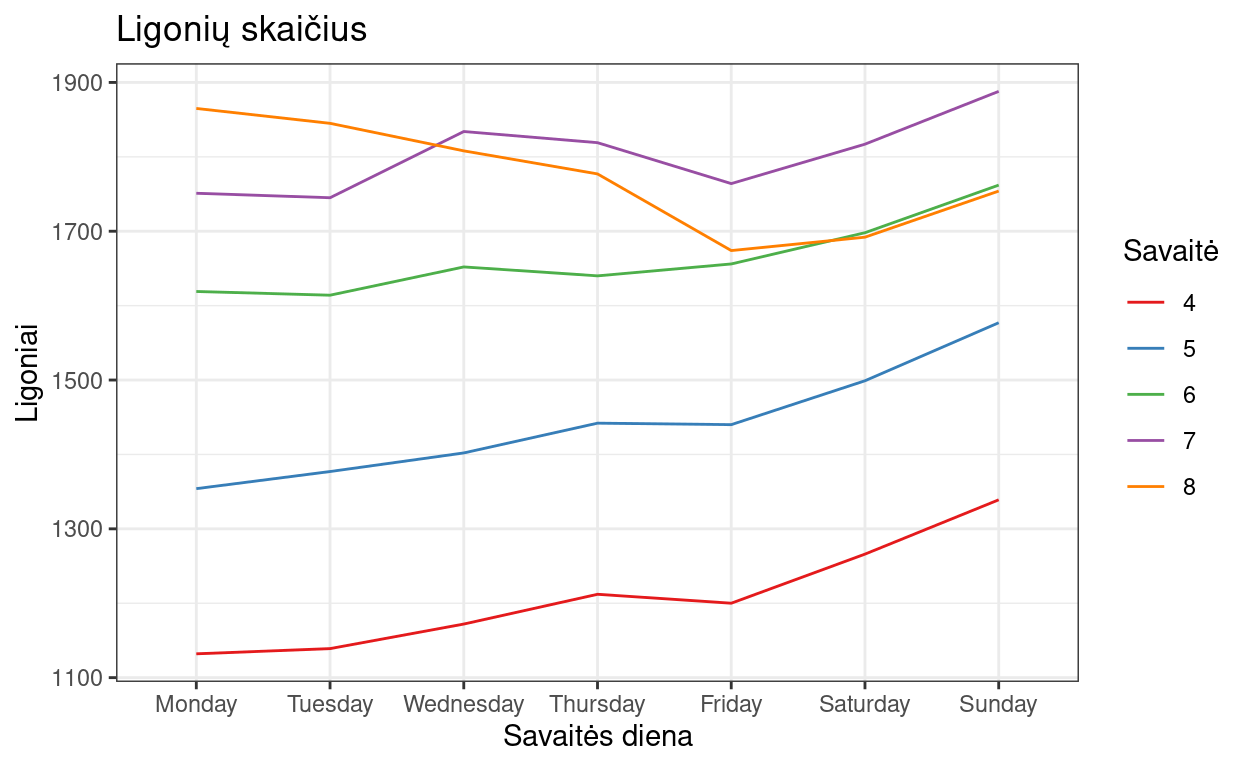 Ligonių skaičius
1900
1700
1500
1300
1100
Ligoniai
Monday Tuesday Wednesday Thursday Friday Saturday Sunday
Savaitės diena
Savaitė
4
5
6
7
8